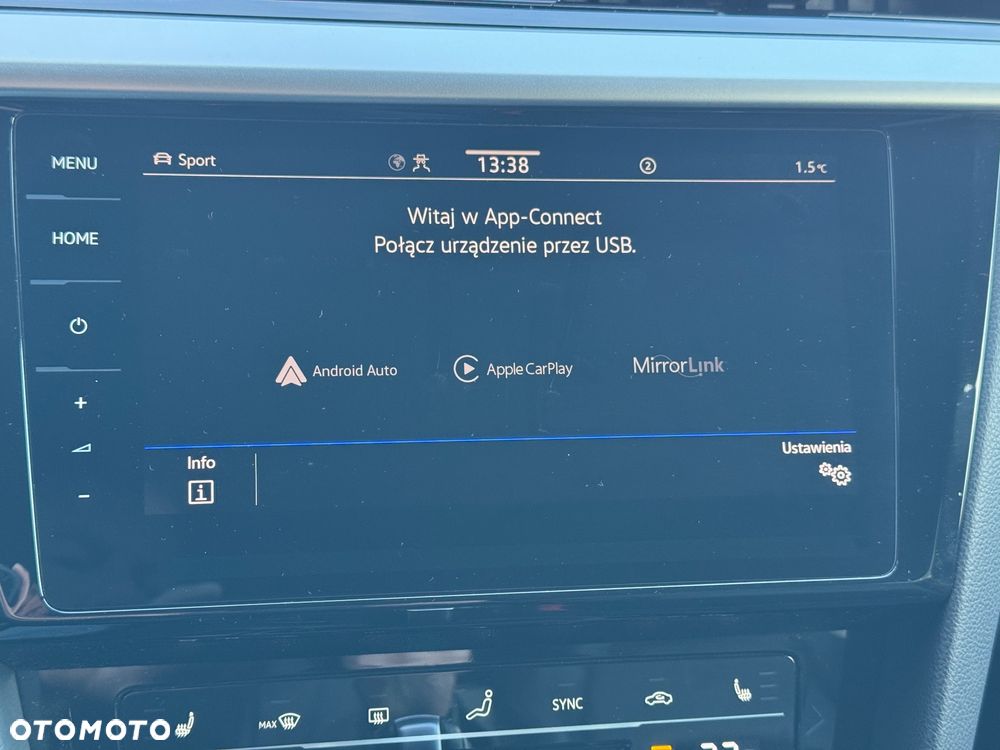 MENU
Sport
13:38
2
1.5°C
HOME
Witaj w App-Connect
Połącz urządzenie przez USB.
Android Auto
Apple CarPlay
MirrorLink
Info
Ustawienia
SYNC
MAX
OTOMOTO